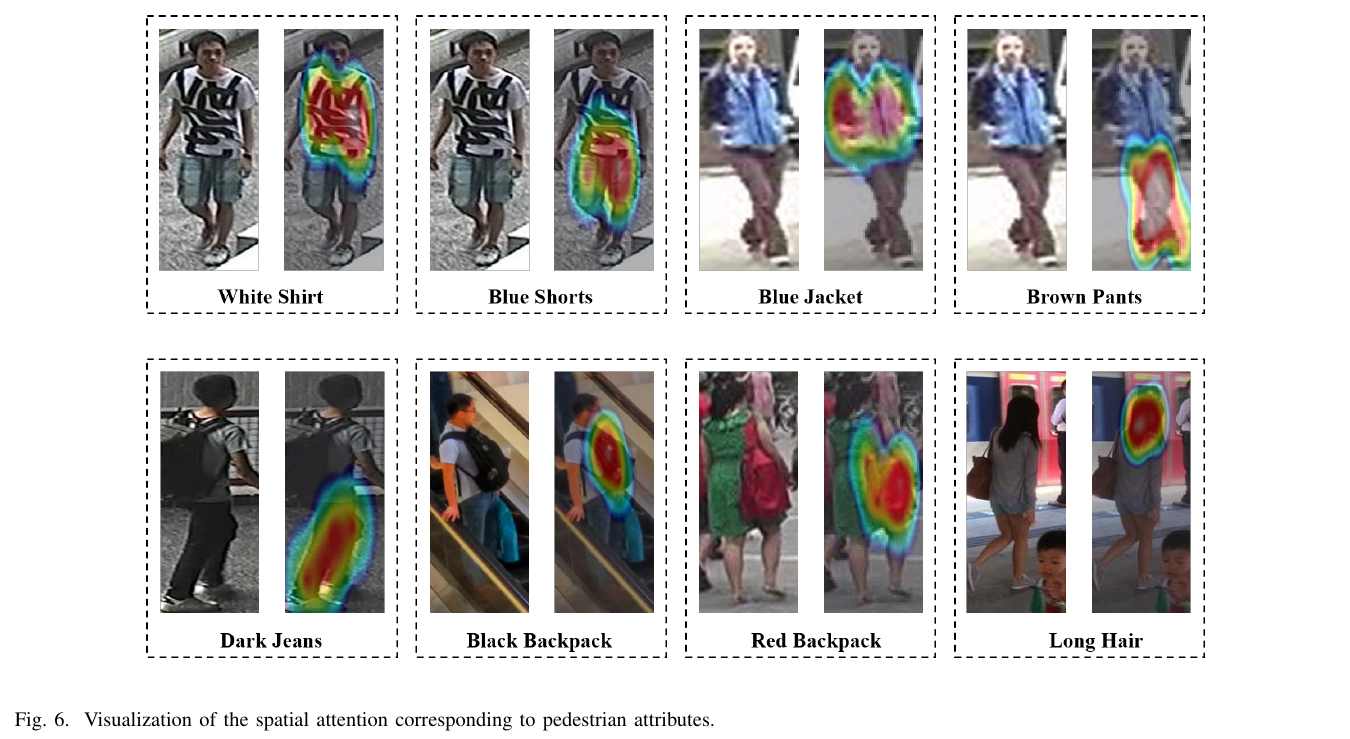 White Shirt
Blue Shorts
Blue Jacket
Brown Pants
Dark Jeans
Black Backpack
Red Backpack
Long Hair
Fig. 6. Visualization of the spatial attention corresponding to pedestrian attributes.